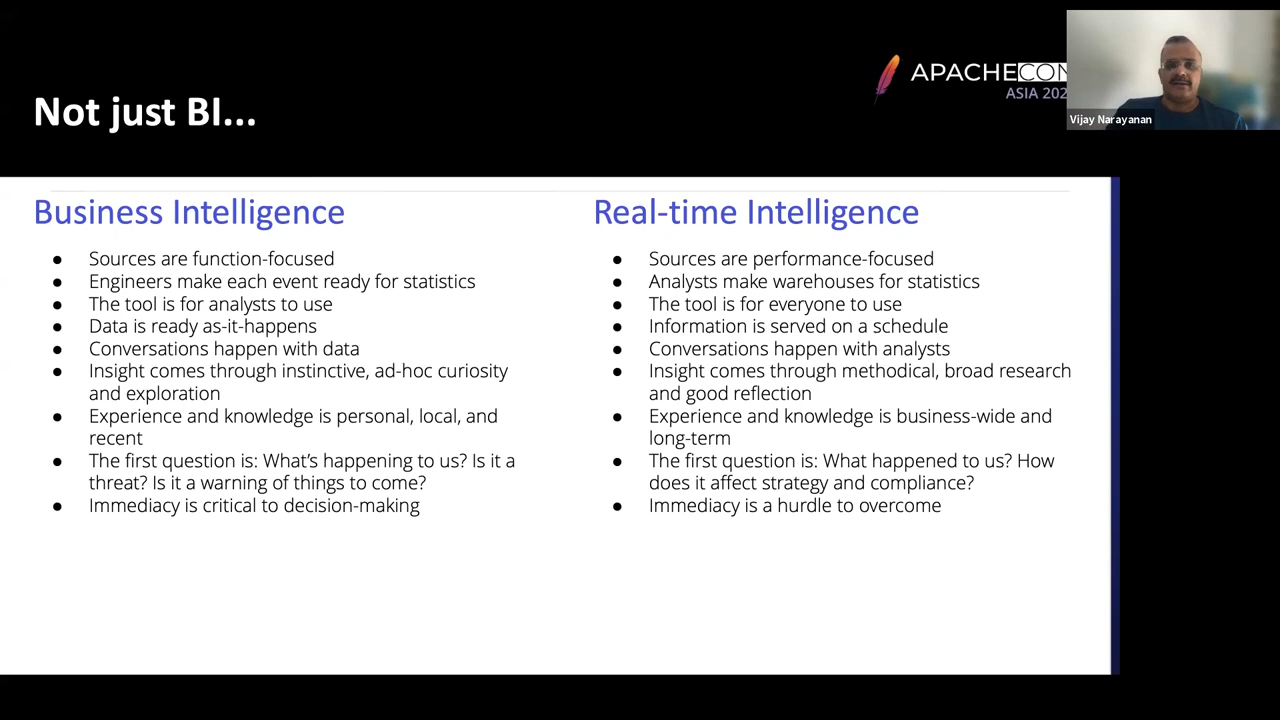 APACHECON
ASIA 202
Vijay Narayanan
Not just BI...
Business Intelligence
Sources are function-focused
Engineers make each event ready for statistics
The tool is for analysts to use
Data is ready as-it-happens
Conversations happen with data
Insight comes through instinctive, ad-hoc curiosity
and exploration
Experience and knowledge is personal, local, and
recent
The first question is: What's happening to us? Is it a
threat? Is it a warning of things to come?
Immediacy is critical to decision-making
Real-time Intelligence
Sources are performance-focused
Analysts make warehouses for statistics
The tool is for everyone to use
Information is served on a schedule
Conversations happen with analysts
Insight comes through methodical, broad research
and good reflection
Experience and knowledge is business-wide and
long-term
The first question is: What happened to us? How
does it affect strategy and compliance?
Immediacy is a hurdle to overcome